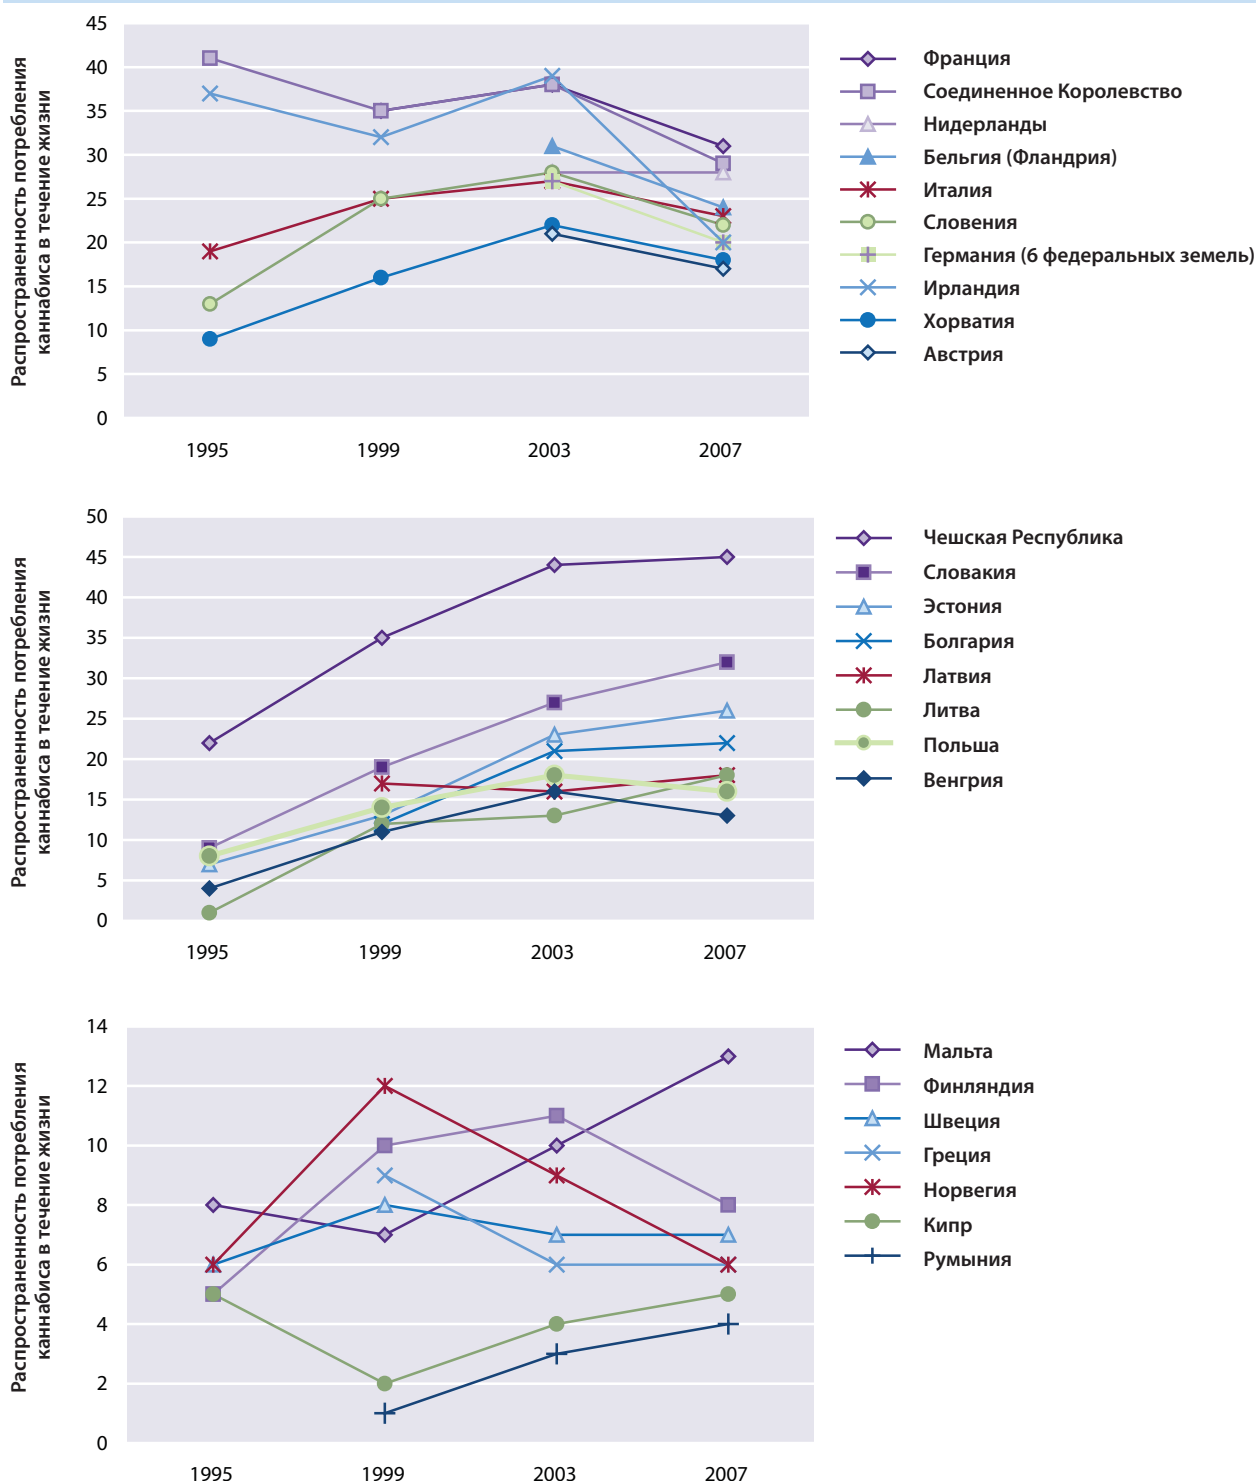 Распространенность потребления
каннабиса в течение жизни
45
40
35
30
25
20
15
10
5
0
1995
1999
2003
2007
Франция
Соединенное Королевство
Нидерланды
Бельгия (Фландрия)
Италия
Словения
Германия (6 федеральных земель)
Ирландия
Хорватия
Австрия
Распространенность потребления
каннабиса в течение жизни
50
45
40
35
30
25
20
15
10
5
0
1995
1999
2003
2007
Чешская Республика
Словакия
Эстония
Болгария
Латвия
Литва
Польша
Венгрия
Распространенность потребления
каннабиса в течение жизни
14
12
10
8
6
4
2
0
1995
1999
2003
2007
Мальта
Финляндия
Швеция
Греция
Норвегия
Кипр
Румыния